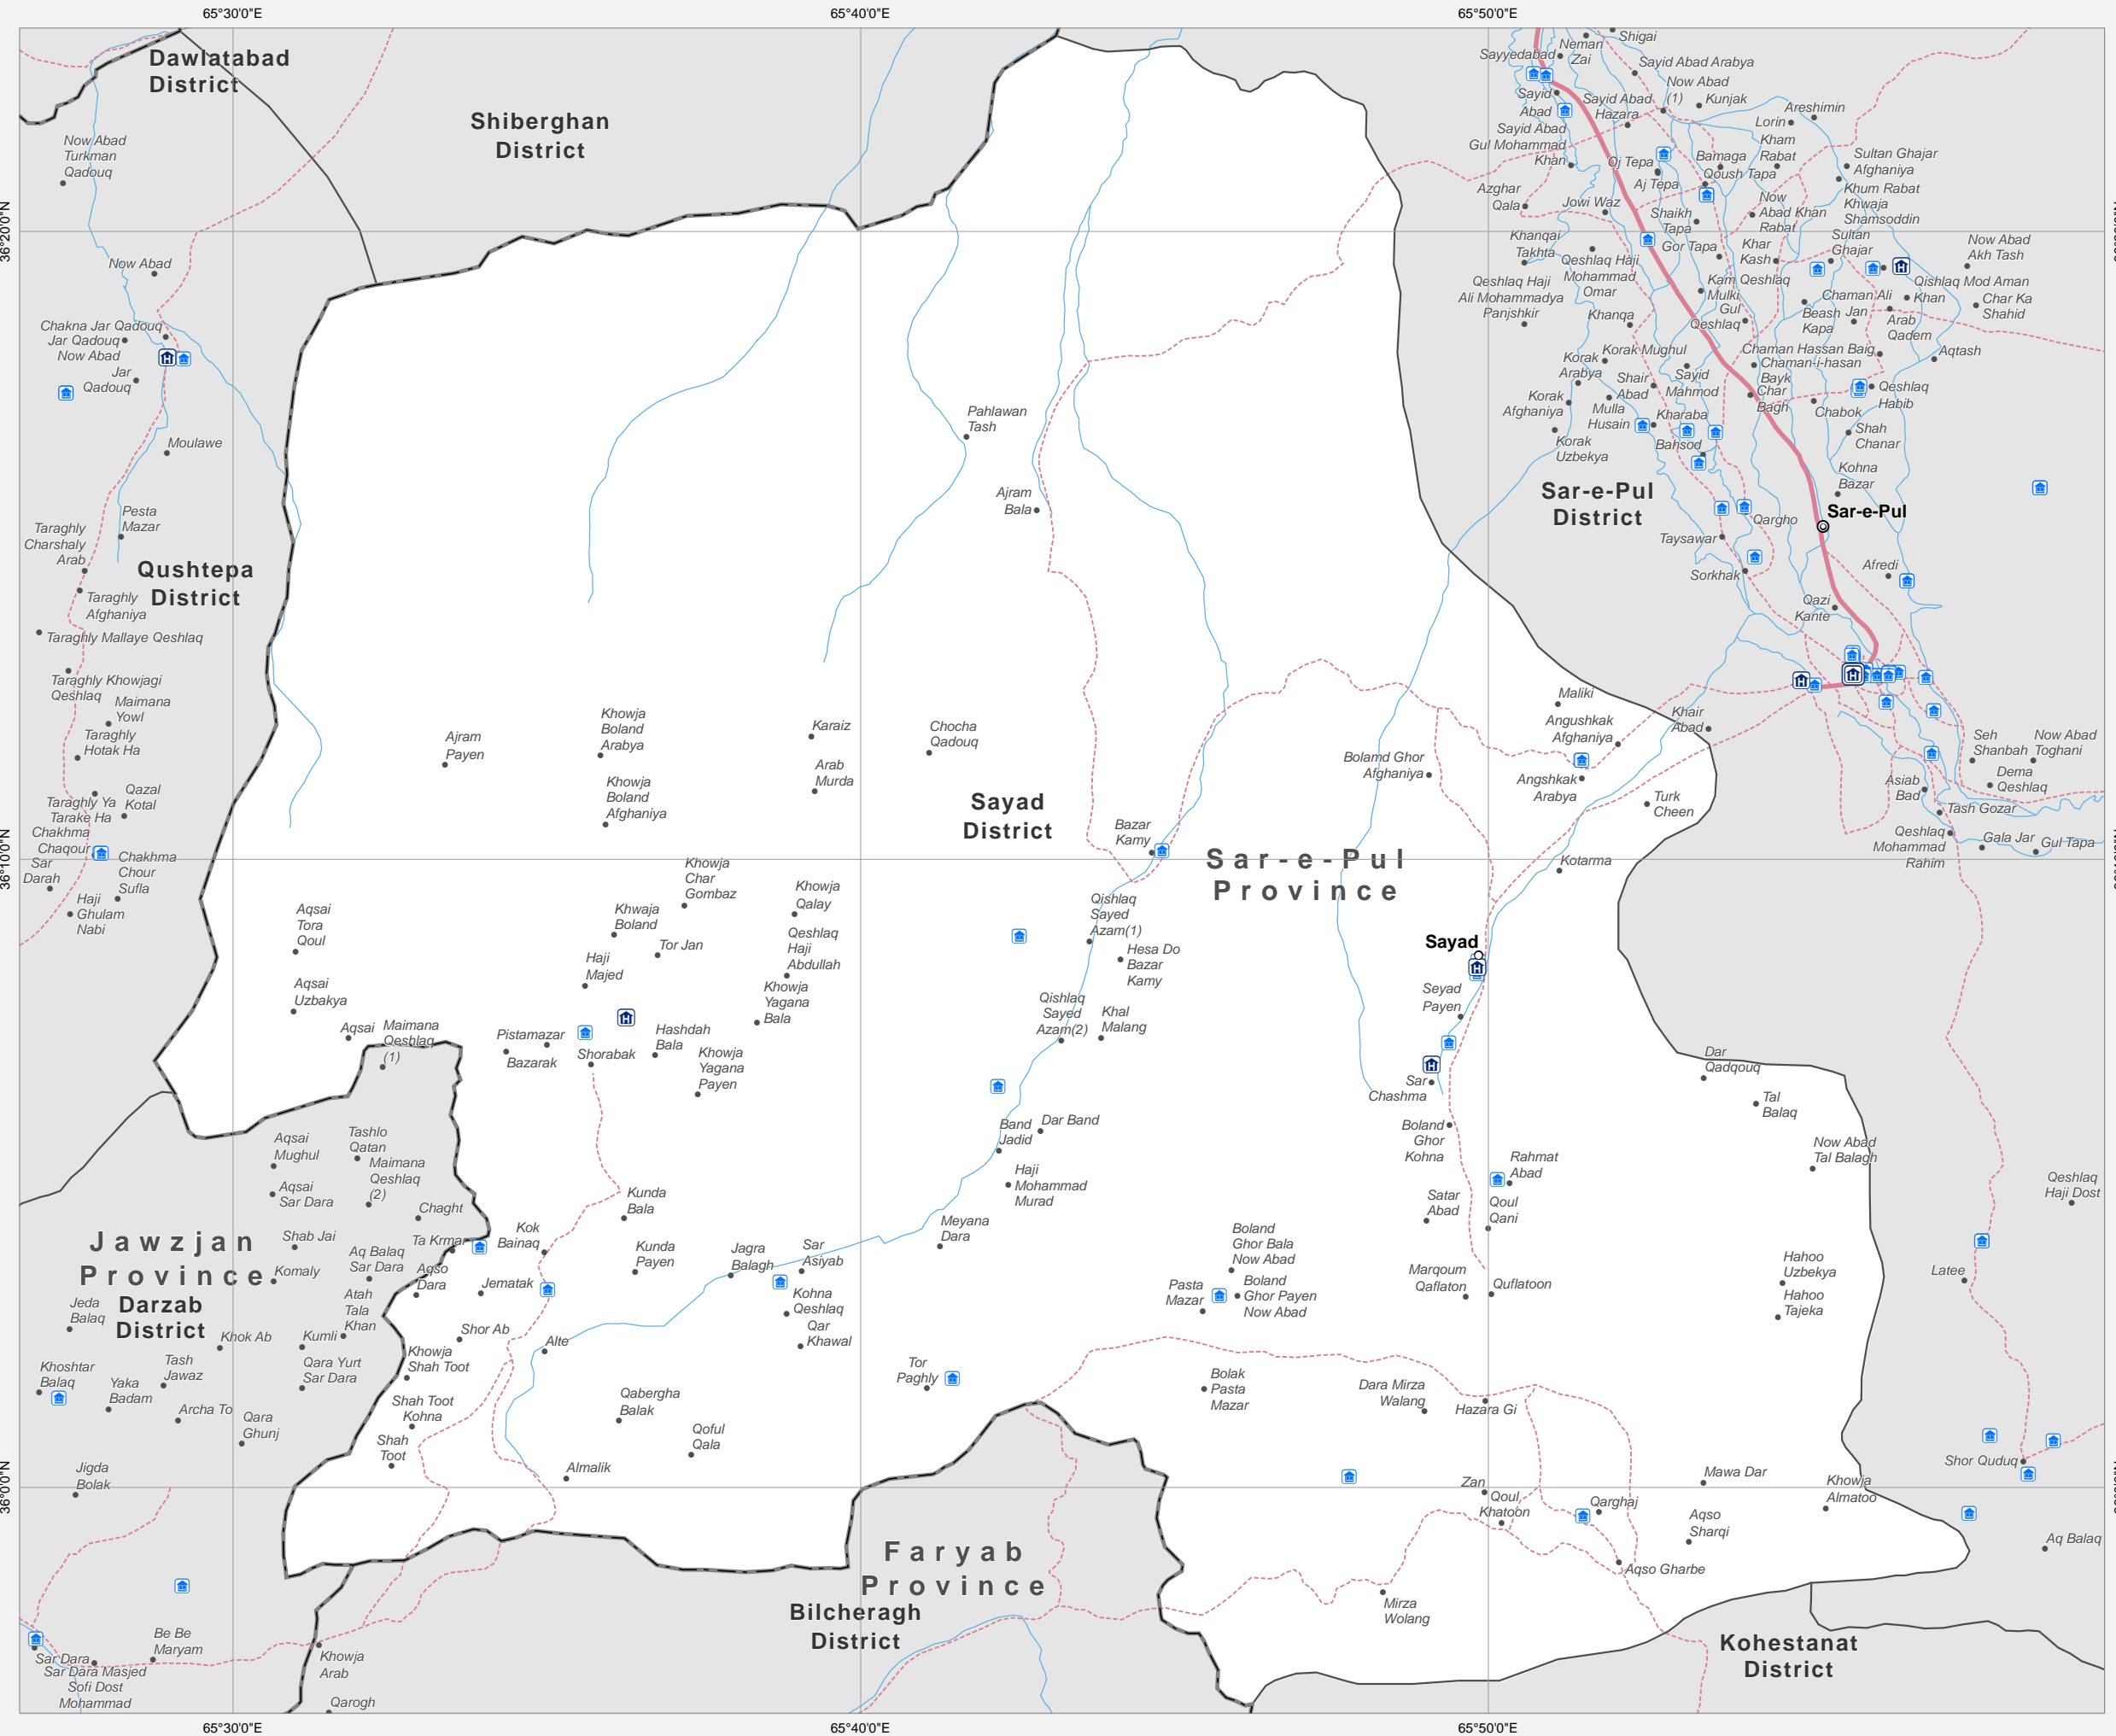 65°30'0"E
65°40'0"E
65°50'0"E
Dawlatabad
District
Shiberghan
District
Now Abad
Turkman
Qadouq
Now Abad
Chakna Jar Qadouq
Jar Qadouq
Now Abad
Jar
Qadouq
Moulawe
Pesta
Mazar
Taraghly
Charshaly
Arab
Qushtepa
District
Taraghly
Afghaniya
Taraghly Mallaye Qeshlaq
Taraghly Khowjagi
Qeshlaq
Maimana
Yowl
Taraghly
Hotak Ha
Qazal
Kotal
Taraghly Ya
Tarake Ha
Chakhma
Chaqour
Sar
Darah
Chakhma
Chour
Sufla
Haji
Ghulam
Nabi
36°20'0"N
36°10'0"N
36°0'0"N
Sayyedabad
Neman
Zai
Shigai
Sayid Abad Arabya
Now Abad
(1)
Kunjak
Sayid
Abad
Sayid Abad
Hazara
Areshimin
Lorin
Sayid Abad
Gul Mohammad
Khan
Oj Tepa
Aj Tepa
Bamaga
Qoush Tapa
Kham
Rabat
Sultan Ghajar
Afghaniya
Khum Rabat
Khwaja
Shamsoddin
Azghar
Qala
Jowi Waz
Shaikh
Tapa
Now
Abad Khan
Rabat
Sultan
Ghajar
Now Abad
Akh Tash
Khanqai
Takhta
Qeshlaq Haji
Mohammad
Omar
Gor Tapa
Khar
Kash
Qeshlaq Haji
Ali Mohammadya
Panjshkir
Kam Qeshlaq
Mulki
Gul
Qeshlaq
Chaman Ali
Beash Jan
Kapa
Qishlaq Mod Aman
Khan
Char Ka
Shahid
Arab
Qadem
Khanqa
Korak Mughul
Korak
Arabya
Chaman Hassan Baig
Chaman-i-hasan
Bayk
Aqtash
Sayid
Mahmod
Shair
Abad
Korak
Afghaniya
Mulla
Husain
Kharaba
Bahsod
Char
Bagh
Chabok
Qeshlaq
Habib
Shah
Chanar
Korak
Uzbekya
Kohna
Bazar
Sar-e-Pul
District
Sar-e-Pul
Qargho
Taysawar
Sorkhak
Afredi
Qazi
Kante
Pahlawan
Tash
Ajram
Bala
Ajram
Payen
Khowja
Boland
Arabya
Khowja
Boland
Afghaniya
Karaiz
Arab
Murda
Chocha
Qadouq
Sayad
District
Bazar
Kamy
Sar-e-Pul
Province
Maliki
Angushkak
Afghaniya
Khair
Abad
Bolamd Ghor
Afghaniya
Angshkak
Arabya
Turk
Cheen
Kotarma
Seh
Shanbah
Now Abad
Toghani
Dema
Qeshlaq
Asiab
Bad
Tash Gozar
Qeshlaq
Mohammad
Rahim
Gala Jar
Gul Tapa
Khowja
Char
Gombaz
Khowja
Qalay
Khwaja
Boland
Tor Jan
Haji
Majed
Qeshlaq
Haji
Abdullah
Khowja
Yagana
Bala
Aqsai
Tora
Qoul
Aqsai
Uzbakya
Aqsai
Maimana
Qeshlaq
(1)
Pistamazar
Bazarak
Shorabak
Hashdah
Bala
Khowja
Yagana
Payen
Qishlaq
Sayed
Azam(1)
Hesa Do
Bazar
Kamy
Qishlaq
Sayed
Azam(2)
Khal
Malang
Sayad
Seyad
Payen
Sar
Chashma
Dar
Qadqouq
Tal
Balaq
Now Abad
Tal Balagh
Band
Jadid
Dar Band
Haji
Mohammad
Murad
Boland
Ghor
Kohna
Rahmat
Abad
Satar
Abad
Qoul
Qani
Qeshlaq
Haji Dost
Aqsai
Mughul
Tashlo
Qatan
Maimana
Qeshlaq
(2)
Aqsai
Sar Dara
Chaght
Shab Jai
Ta Krmar
Kok
Bainaq
Kunda
Bala
Kunda
Payen
Meyana
Dara
Jagra
Balagh
Sar
Asiyab
Boland
Ghor Bala
Now Abad
Boland
Ghor Payen
Now Abad
Pasta
Mazar
Marqoum
Qaflaton
Quflatoon
Hahoo
Uzbekya
Hahoo
Tajeka
Latee
Jawzjan
Province
Darzab
District
Komaly
Aq Balaq
Sar Dara
Aqso
Dara
Jematak
Jeda
Balaq
Atah
Tala
Khan
Kohna
Qeshlaq
Qar
Khawal
Khok Ab
Kumli
Shor Ab
Alte
Khowja
Shah Toot
Khoshtar
Balaq
Tash
Jawaz
Yaka
Badam
Qara Yurt
Sar Dara
Archa To
Qara
Ghunj
Shah Toot
Kohna
Shah
Toot
Qabergha
Balak
Qoful
Qala
Almalik
Tor
Paghly
Bolak
Pasta
Mazar
Dara Mirza
Walang
Hazara Gi
Jigda
Bolak
Zan
Qoul
Khatoon
Qarghaj
Mawa Dar
Khowja
Almatoo
Shor Quduq
Aqso
Sharqi
Aqso Gharbe
Aq Balaq
Faryab
Province
Bilcheragh
District
Mirza
Wolang
Kohestanat
District
Be Be
Maryam
Sar Dara
Sar Dara Masjed
Sofi Dost
Mohammad
Khowja
Arab
Qarogh
65°30'0"E
65°40'0"E
65°50'0"E